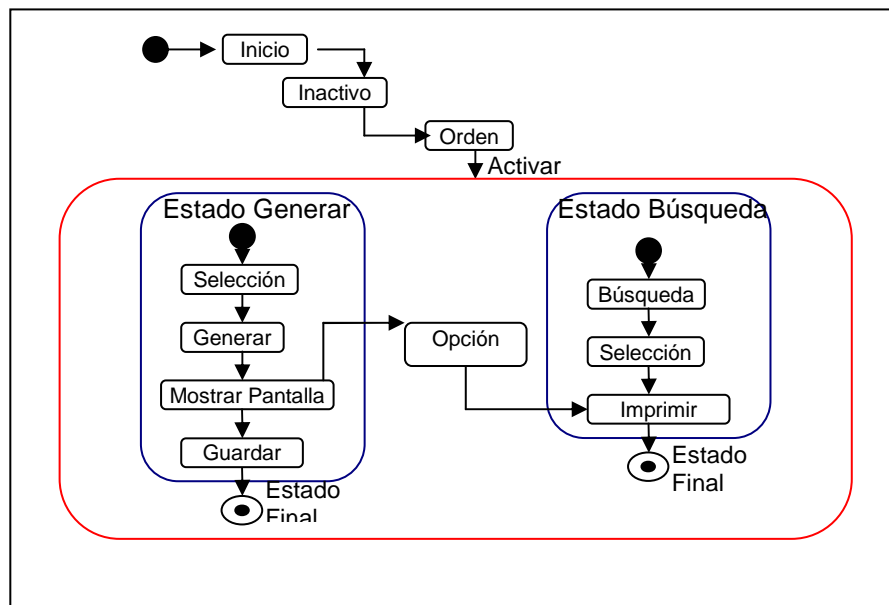 Inicio
Inactivo
Orden
Activar
Estado Generar
Selección
Generar
Mostrar Pantalla
Guardar
Estado
Final
Opción
Estado Búsqueda
Búsqueda
Selección
Imprimir
Estado
Final